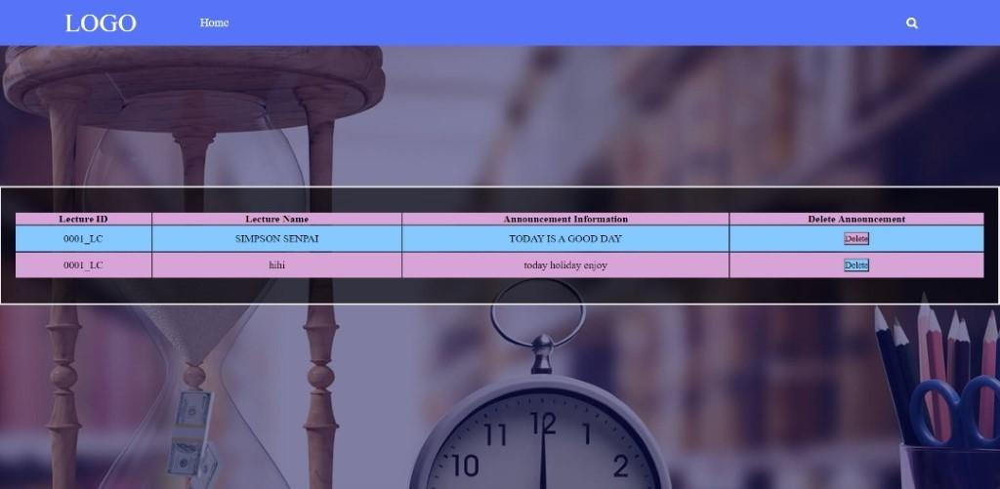 LOGO Home
Lecture ID Lecture Name Announcement Information Delete Announcement
0001_LC SIMPSON SENPAI TODAY IS A GOOD DAY Delete
0001_LC hihi today holiday enjoy Delete
11 12 1
10 2